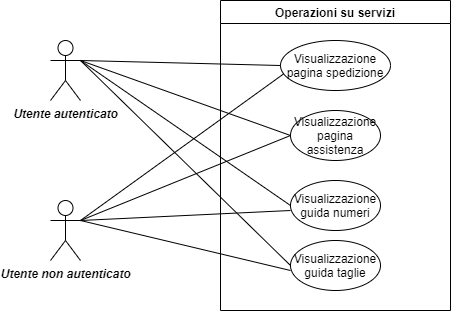 Operazioni su servizi
Visualizzazione
pagina spedizione
Utente autenticato
Visualizzazione
pagina
assistenza
Visualizzazione
guida numeri
Utente non autenticato
Visualizzazione
guida taglie